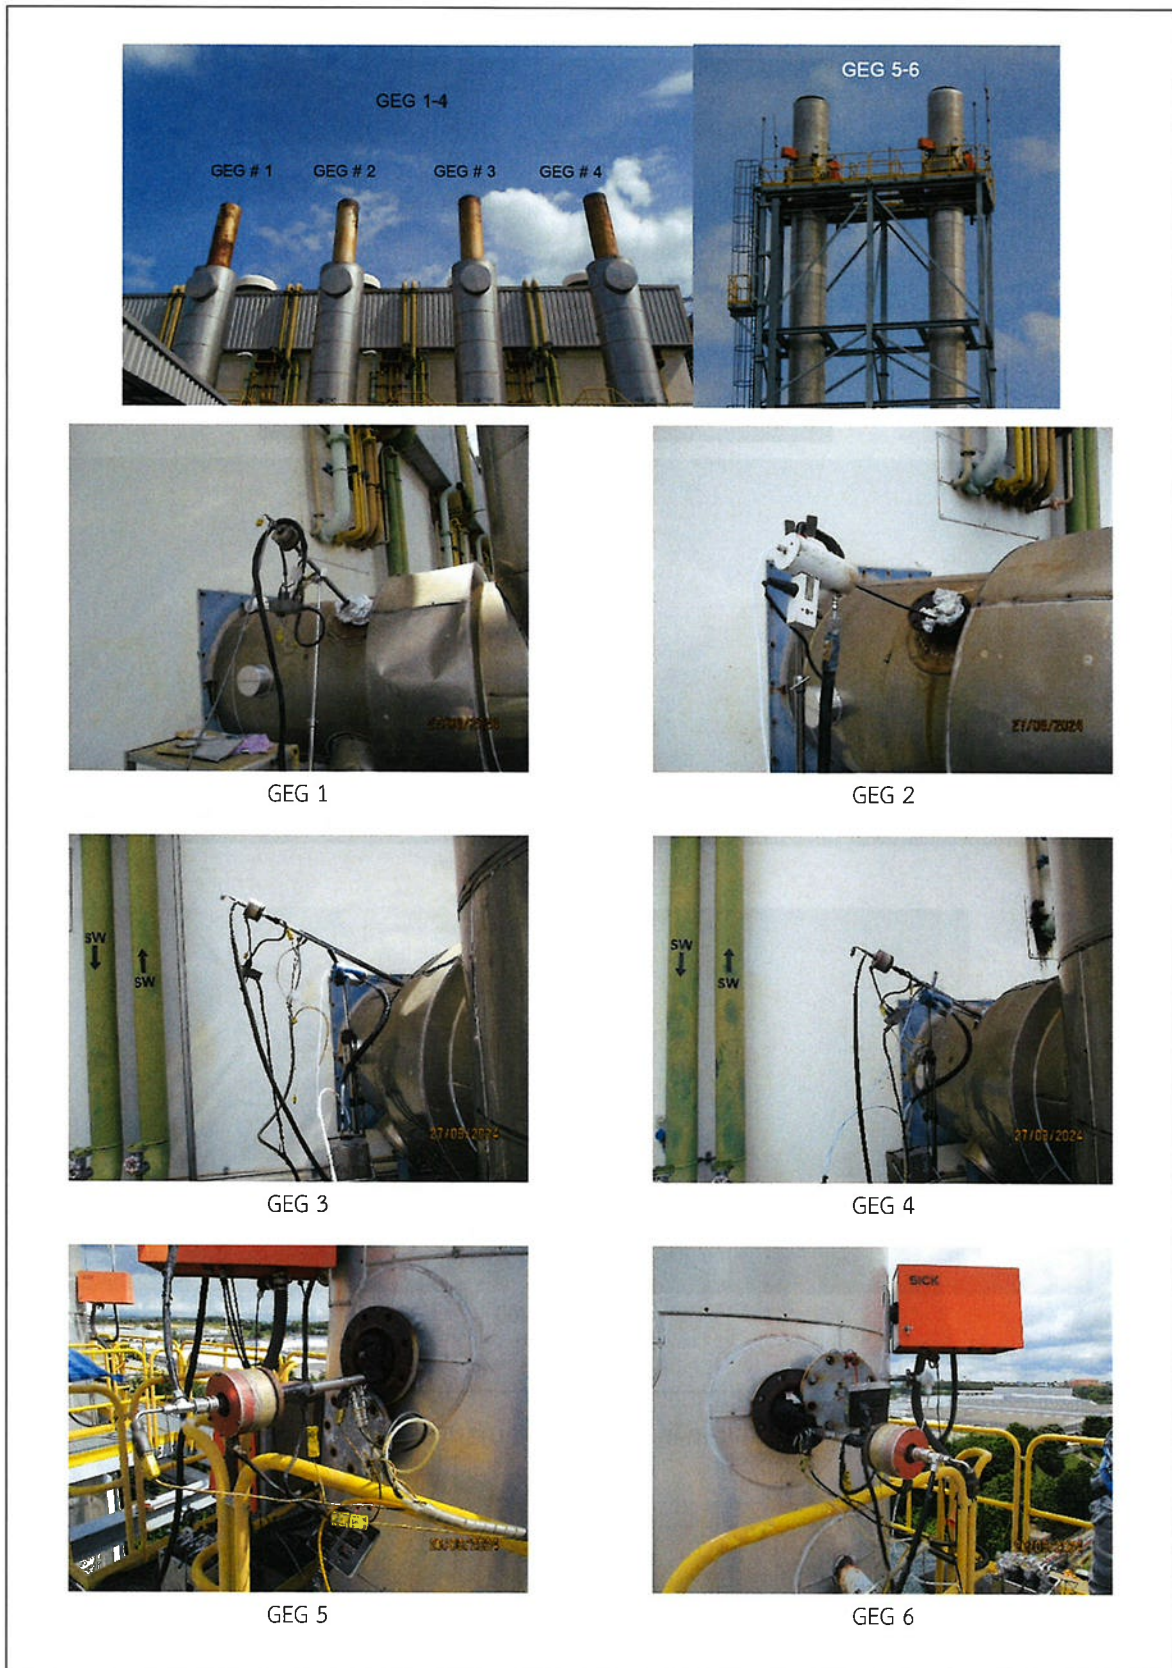 GEG 1-4
GEG 5-6
GEG # 1
GEG # 2
GEG # 3
GEG # 4
27/08/2024
GEG 1
GEG 2
SW
SW
27/08/2024
SW
SW
27/08/2024
GEG 3
GEG 4
SICK
GEG 5
GEG 6